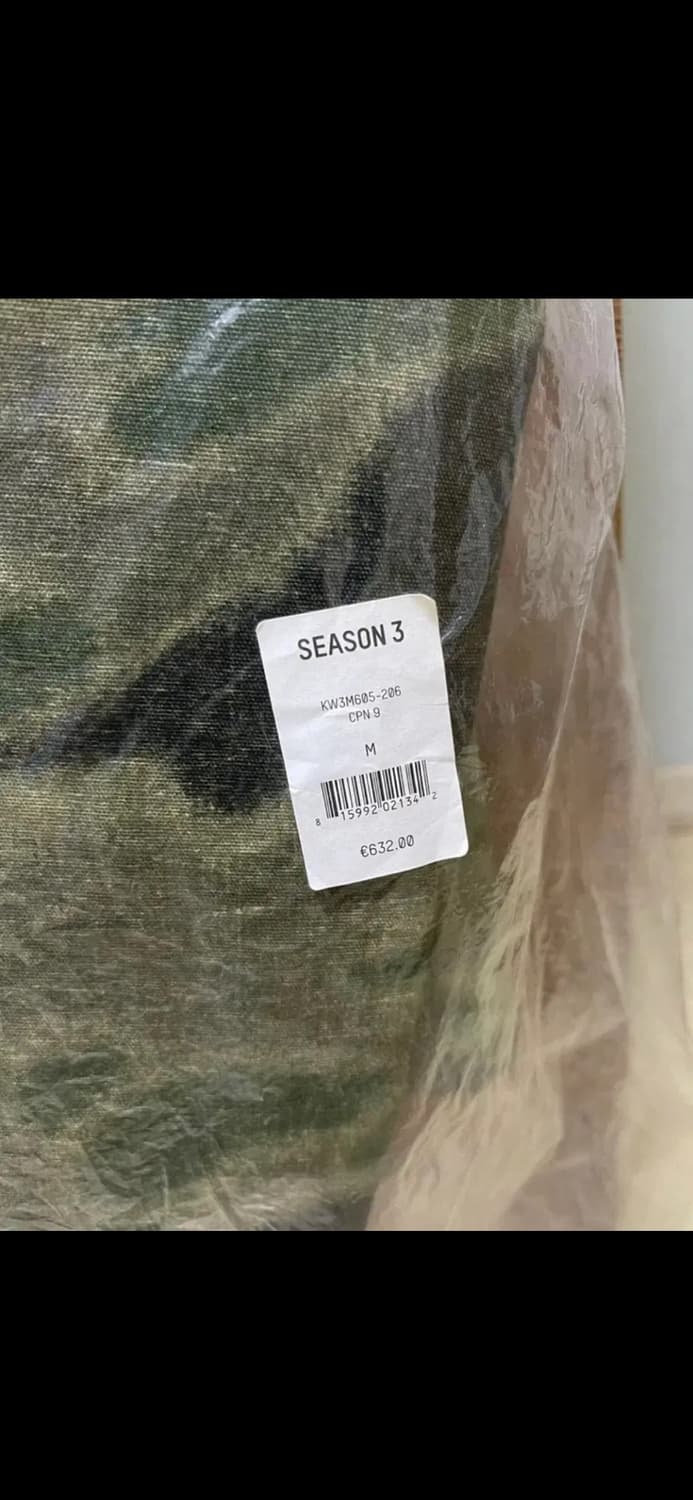 SEASON 3
KW3M605-206
CPN 9
M
8 15992 02134 2
€632.00